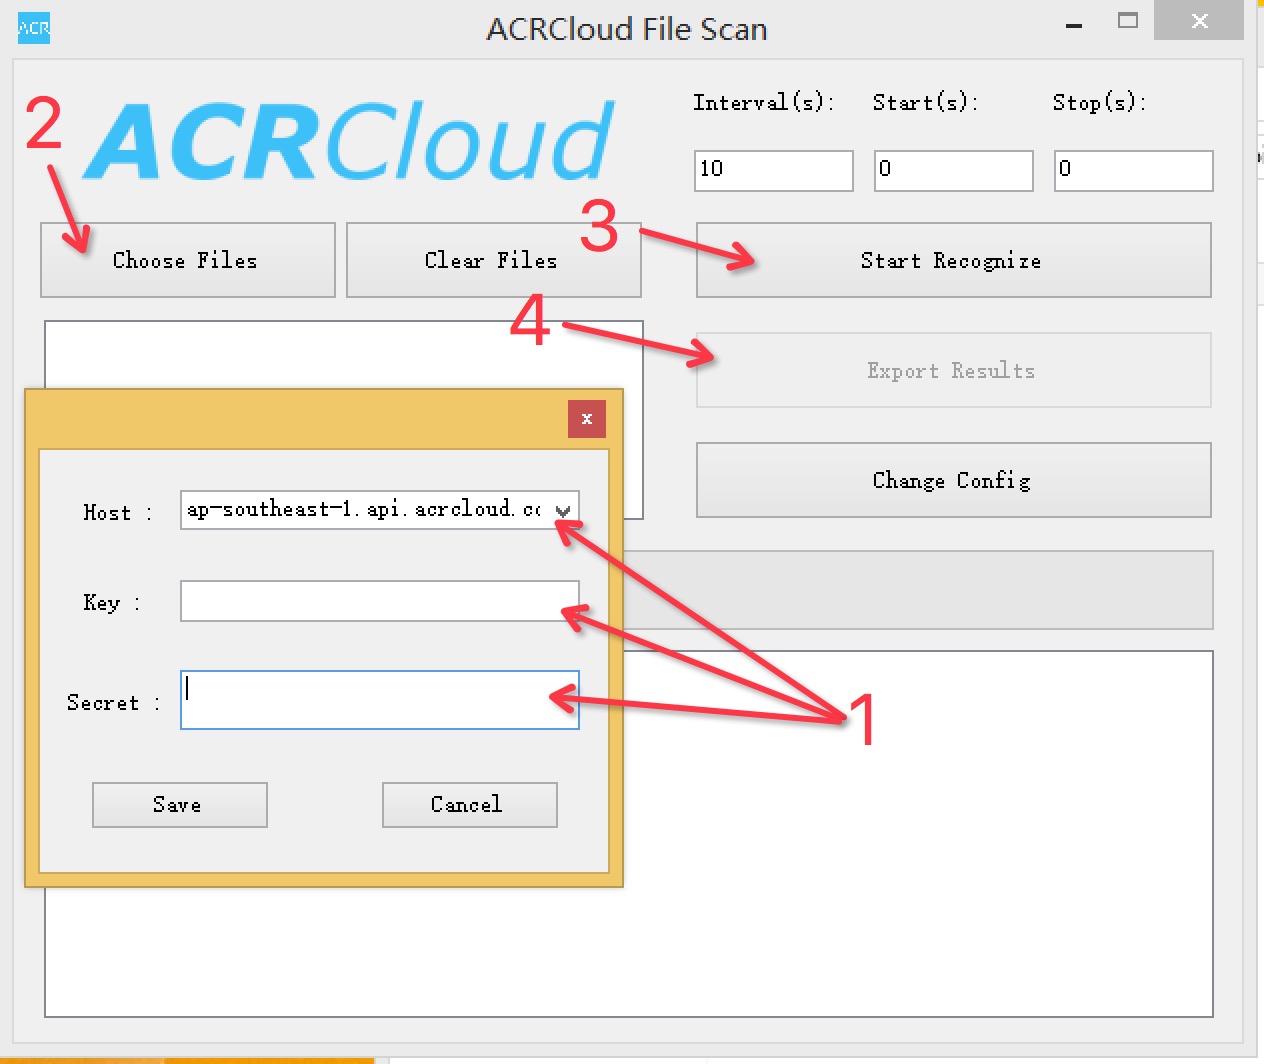 ACR
ACRCloud File Scan
2
ACRCloud
Interval(s):
Start(s):
Stop(s):
10
0
0
Choose Files
Clear Files
3
Start Recognize
4
Export Results
Change Config
x
Host :
ap-southeast-1.api.acrcloud.co
Key :
Secret :
1
Save
Cancel